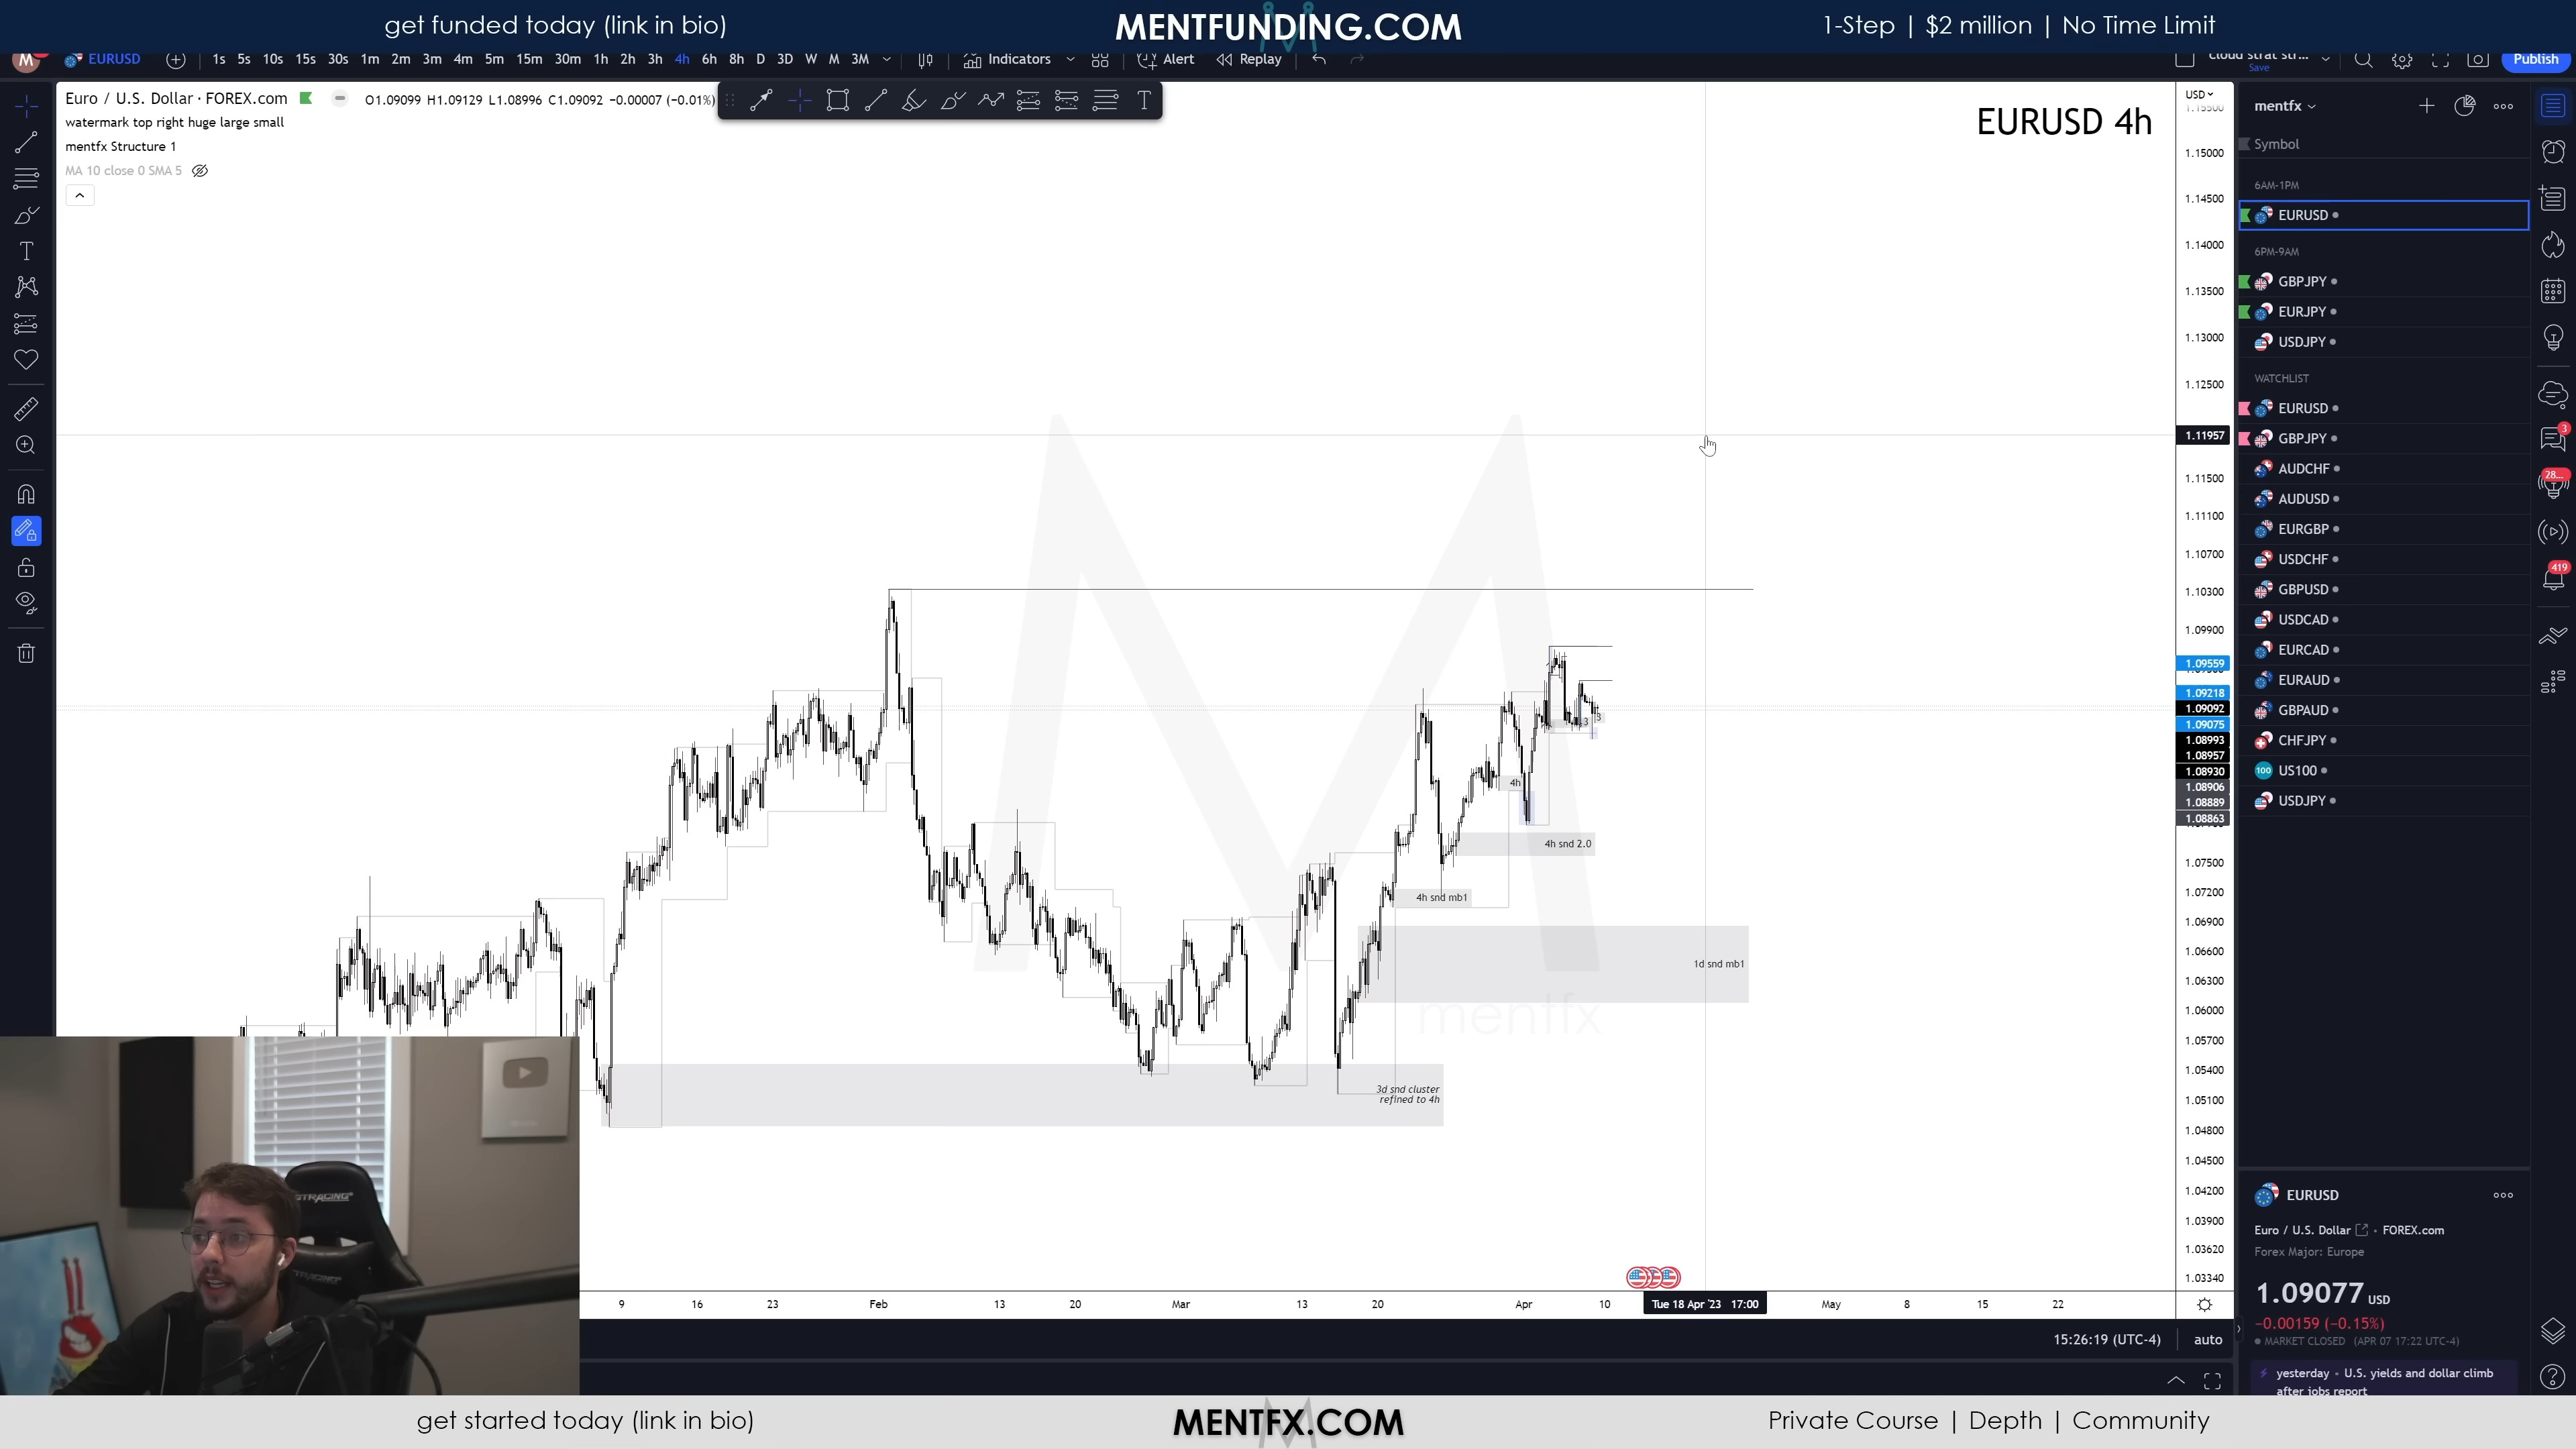 get funded today (link in bio)
MENTFUNDING.COM
1-Step | $2 million | No Time Limit
M
EURUSD
1s 5s 10s 15s 30s 1m 2m 3m 4m 5m 15m 30m 1h 2h 3h 4h 6h 8h D 3D W M 3M
Indicators
Alert
Replay
Save
Publish
Euro / U.S. Dollar · FOREX.com
O1.09099 H1.09129 L1.08996 C1.09092 −0.00007 (−0.01%)
watermark top right huge large small
mentfx Structure 1
MA 10 close 0 SMA 5
EURUSD 4h
USD
1.15500
1.15000
1.14500
1.14000
1.13500
1.13000
1.12500
1.11957
1.11500
1.11100
1.10700
1.10300
1.09900
1.09559
1.09218
1.09092
1.09075
1.08993
1.08957
1.08930
1.08906
1.08889
1.08863
1.07500
1.07200
1.06900
1.06600
1.06300
1.06000
1.05700
1.05400
1.05100
1.04800
1.04500
1.04200
1.03900
1.03620
1.03340
3
3
4h
4h snd 2.0
4h snd mb1
1d snd mb1
mentfx
3d snd cluster
refined to 4h
9 16 23 Feb 13 20 Mar 13 20 Apr 10 Tue 18 Apr '23 17:00 May 8 15 22
15:26:19 (UTC-4)
auto
mentfx
Symbol
6AM-1PM
EURUSD
6PM-9AM
GBPJPY
EURJPY
USDJPY
WATCHLIST
EURUSD
GBPJPY
AUDCHF
AUDUSD
EURGBP
USDCHF
GBPUSD
USDCAD
EURCAD
EURAUD
GBPAUD
CHFJPY
100 US100
USDJPY
3
28...
419
EURUSD
Euro / U.S. Dollar · FOREX.com
Forex Major: Europe
1.09077 USD
−0.00159 (−0.15%)
MARKET CLOSED (APR 07 17:22 UTC-4)
yesterday · U.S. yields and dollar climb
after jobs report
GTRACING
get started today (link in bio)
MENTFX.COM
Private Course | Depth | Community